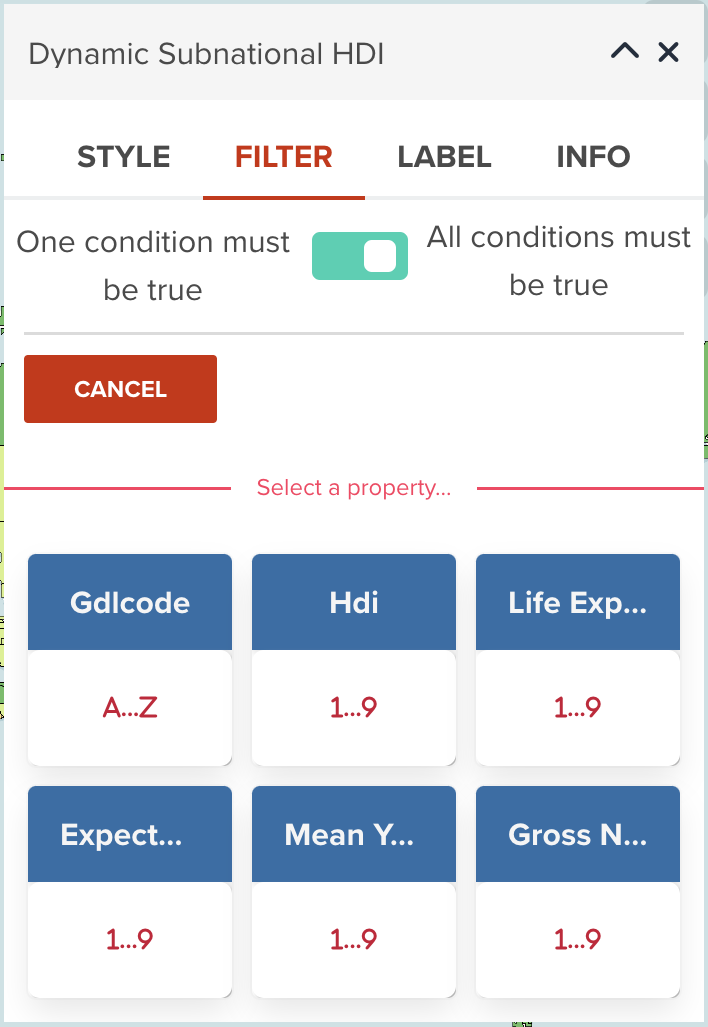 Dynamic Subnational HDI
STYLE FILTER LABEL INFO
One condition must
be true
All conditions must
be true
CANCEL
Select a property...
Gdlcode Hdi Life Exp...
A...Z 1...9 1...9
Expect... Mean Y... Gross N...
1...9 1...9 1...9